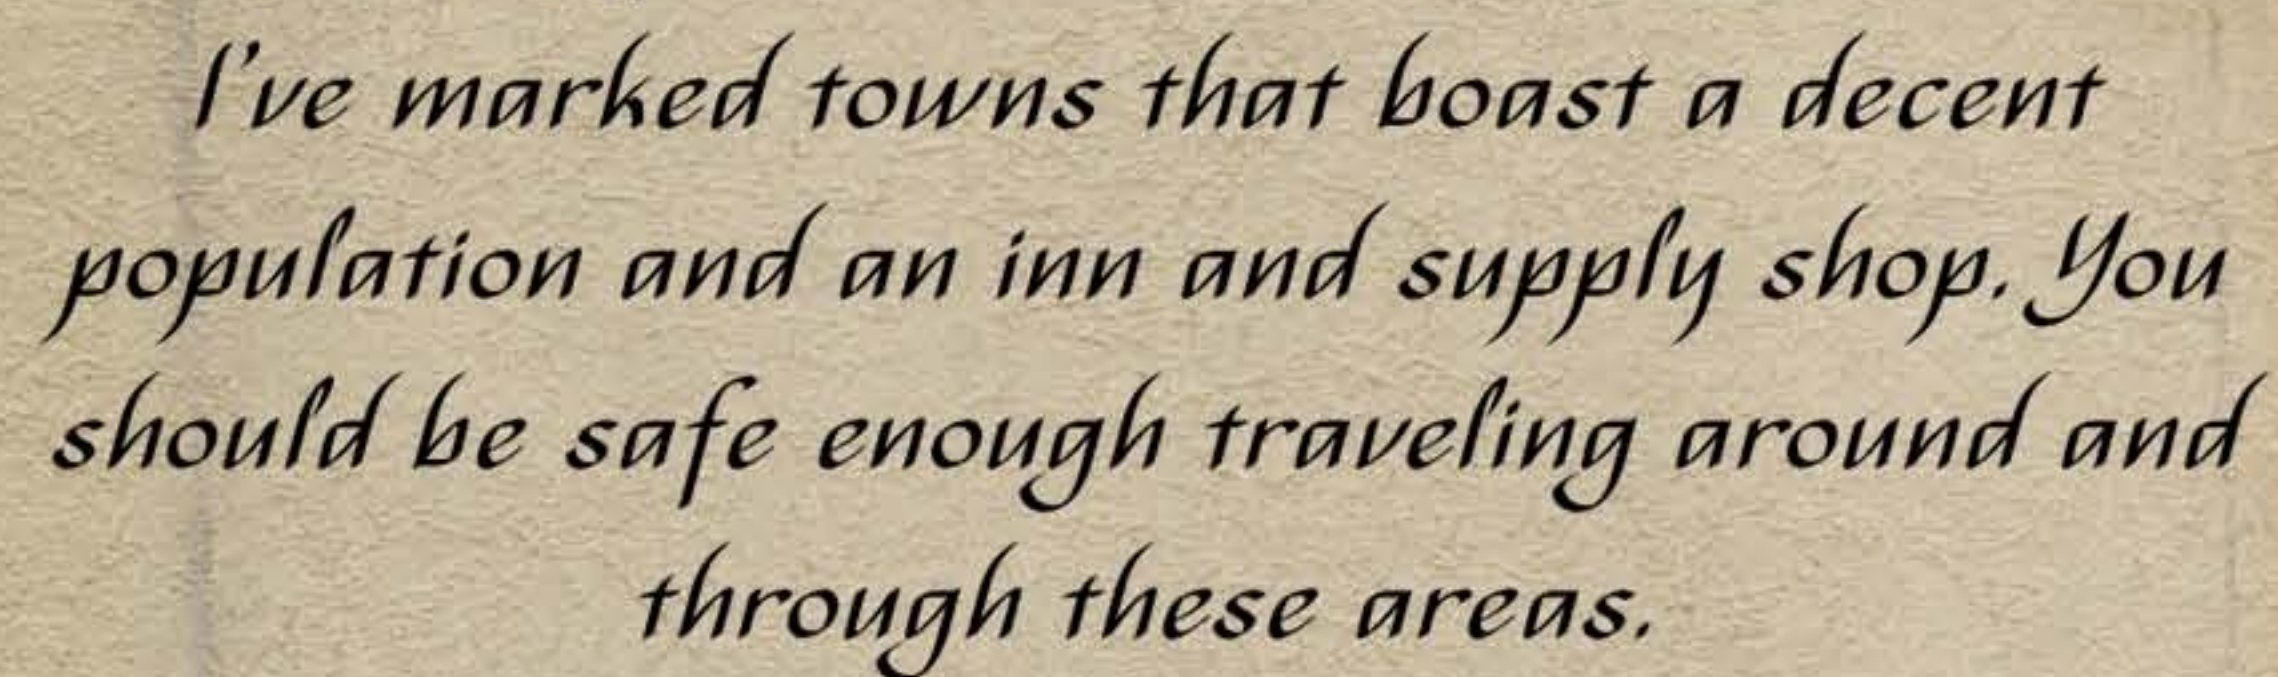 I've marked towns that boast a decent
population and an inn and supply shop. You
should be safe enough traveling around and
through these areas.